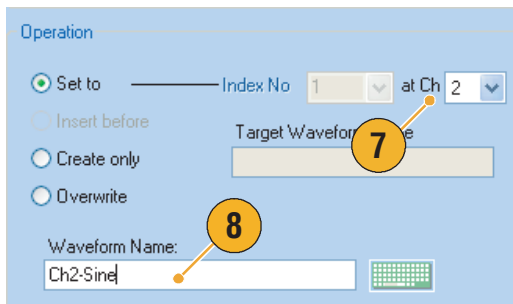 Operation
Set to Index No 1 at Ch 2
Insert before
Target Waveform
7
Create only
Overwrite
8
Waveform Name:
Ch2-Sine